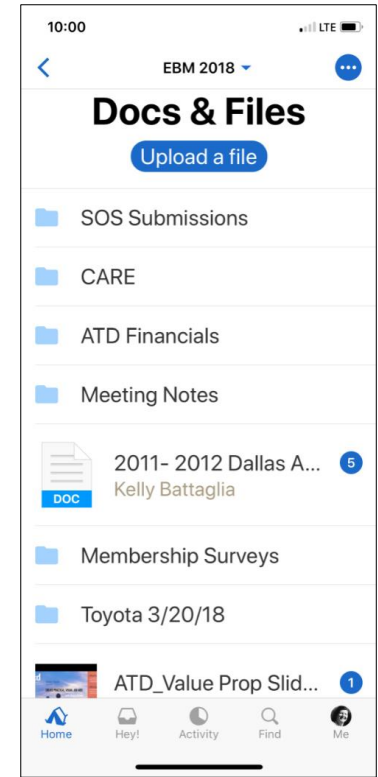 10:00
LTE
EBM 2018
Docs & Files
Upload a file
SOS Submissions
CARE
ATD Financials
Meeting Notes
2011- 2012 Dallas A... 5
Kelly Battaglia
DOC
Membership Surveys
Toyota 3/20/18
ATD_Value Prop Slid... 1
Home Hey! Activity Find Me